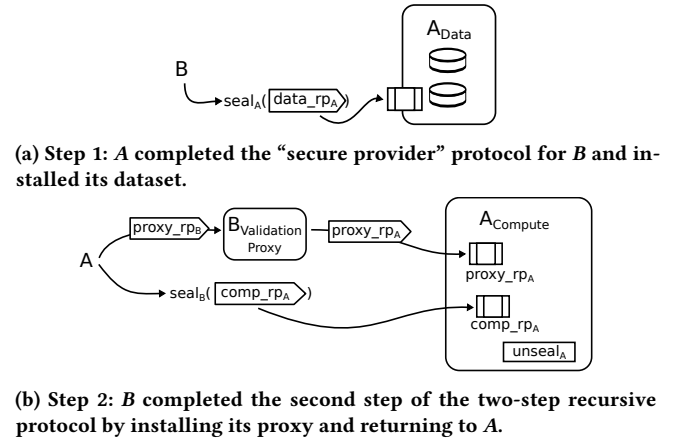 A_Data
B
seal_A( data_rp_A )
(a) Step 1: A completed the “secure provider” protocol for B and in-
stalled its dataset.
A_Compute
proxy_rp_B
B_Validation Proxy
proxy_rp_A
A
proxy_rp_A
seal_B( comp_rp_A )
comp_rp_A
unseal_A
(b) Step 2: B completed the second step of the two-step recursive
protocol by installing its proxy and returning to A.